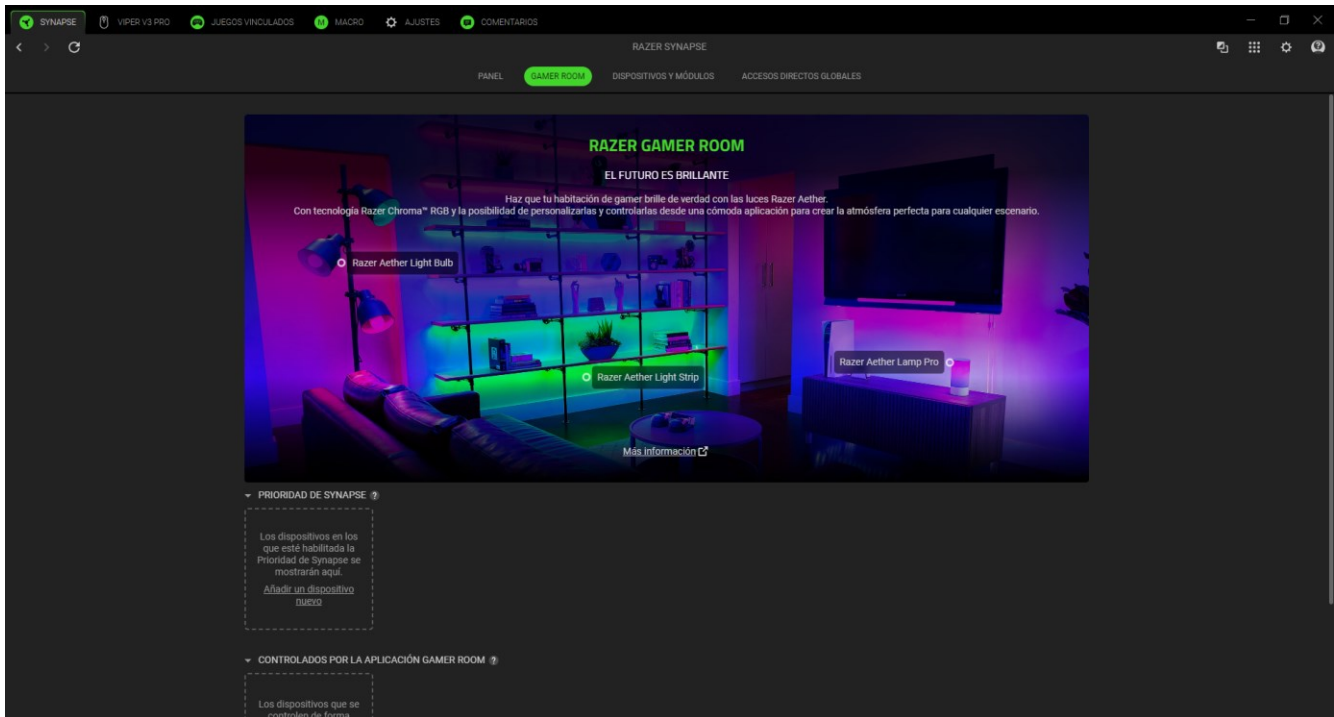 SYNAPSE
VIPER V3 PRO
JUEGOS VINCULADOS
M MACRO
AJUSTES
COMENTARIOS
RAZER SYNAPSE
PANEL
GAMER ROOM
DISPOSITIVOS Y MÓDULOS
ACCESOS DIRECTOS GLOBALES
RAZER GAMER ROOM
EL FUTURO ES BRILLANTE
Haz que tu habitación de gamer brille de verdad con las luces Razer Aether.
Con tecnología Razer Chroma™ RGB y la posibilidad de personalizarlas y controlarlas desde una cómoda aplicación para crear la atmósfera perfecta para cualquier escenario.
Razer Aether Light Bulb
Razer Aether Lamp Pro
Razer Aether Light Strip
Más información
PRIORIDAD DE SYNAPSE ?
Los dispositivos en los
que esté habilitada la
Prioridad de Synapse se
mostrarán aquí.
Añadir un dispositivo
nuevo
CONTROLADOS POR LA APLICACIÓN GAMER ROOM ?
Los dispositivos que se
controlen de forma